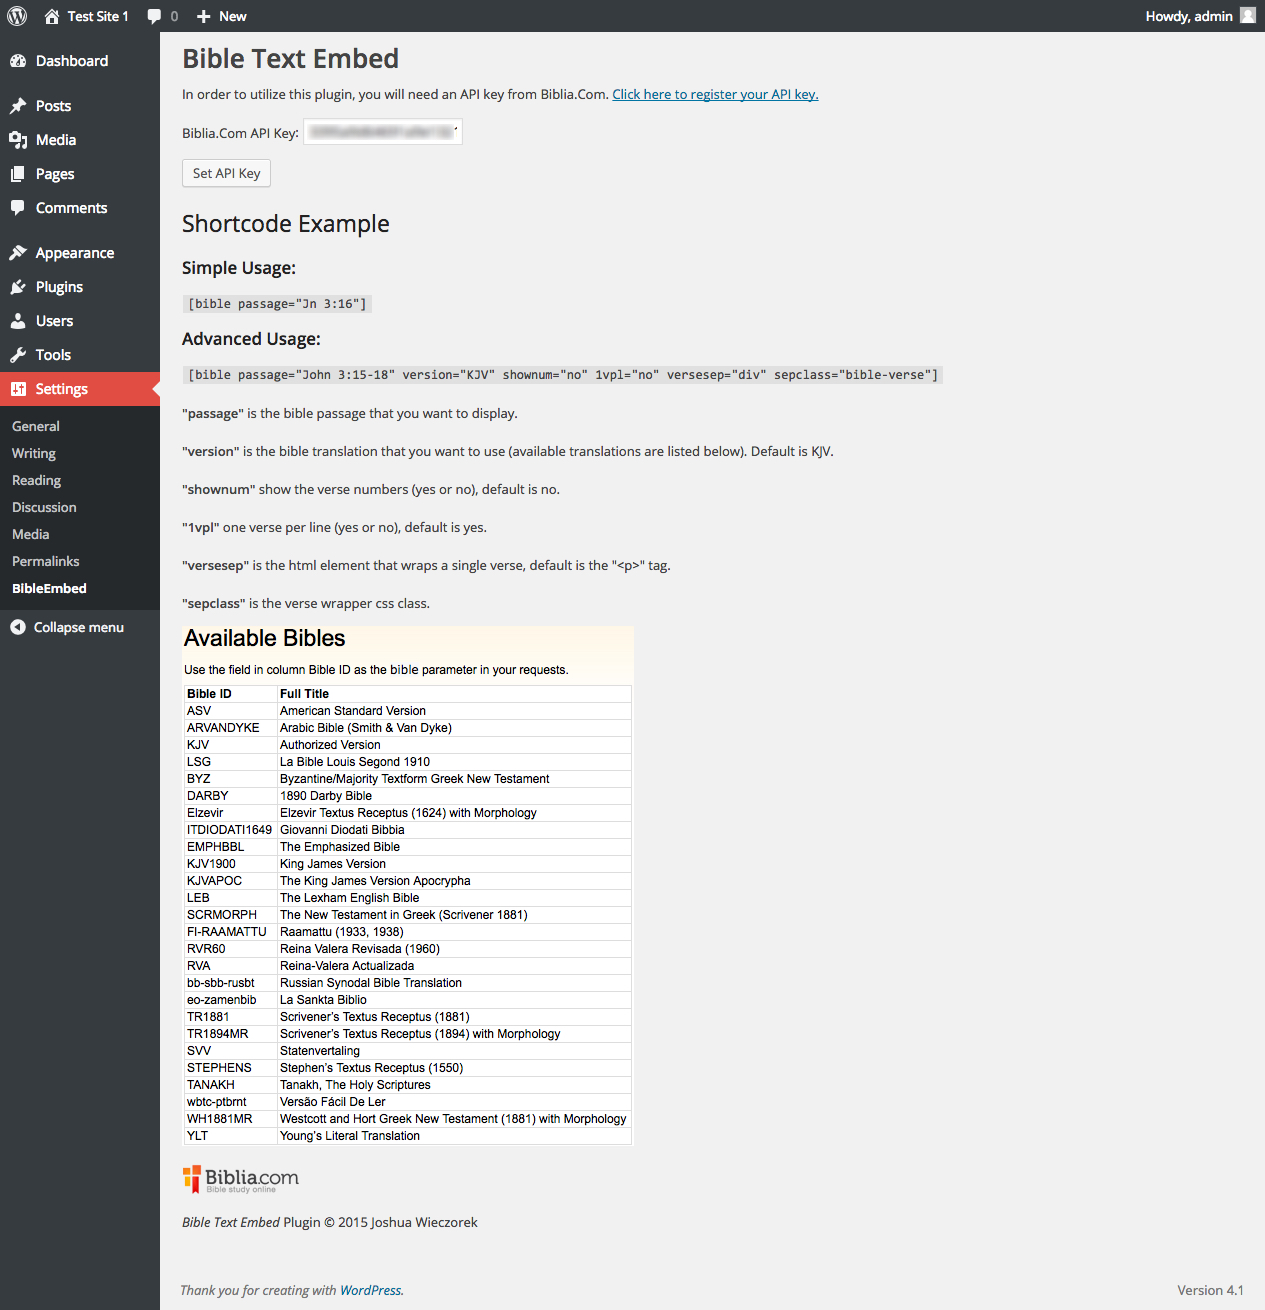 Test Site 1
0
New
Howdy, admin
Dashboard
Posts
Media
Pages
Comments
Appearance
Plugins
Users
Tools
Settings
General
Writing
Reading
Discussion
Media
Permalinks
BibleEmbed
Collapse menu
Bible Text Embed
In order to utilize this plugin, you will need an API key from Biblia.Com. Click here to register your API key.
Biblia.Com API Key:
Set API Key
Shortcode Example
Simple Usage:
[bible passage="Jn 3:16"]
Advanced Usage:
[bible passage="John 3:15-18" version="KJV" shownum="no" 1vpl="no" versesep="div" sepclass="bible-verse"]
"passage" is the bible passage that you want to display.
"version" is the bible translation that you want to use (available translations are listed below). Default is KJV.
"shownum" show the verse numbers (yes or no), default is no.
"1vpl" one verse per line (yes or no), default is yes.
"versesep" is the html element that wraps a single verse, default is the "<p>" tag.
"sepclass" is the verse wrapper css class.
Available Bibles
Use the field in column Bible ID as the bible parameter in your requests.
Bible ID Full Title
ASV American Standard Version
ARVANDYKE Arabic Bible (Smith & Van Dyke)
KJV Authorized Version
LSG La Bible Louis Segond 1910
BYZ Byzantine/Majority Textform Greek New Testament
DARBY 1890 Darby Bible
Elzevir Elzevir Textus Receptus (1624) with Morphology
ITDIODATI1649 Giovanni Diodati Bibbia
EMPHBBL The Emphasized Bible
KJV1900 King James Version
KJVAPOC The King James Version Apocrypha
LEB The Lexham English Bible
SCRMORPH The New Testament in Greek (Scrivener 1881)
FI-RAAMATTU Raamattu (1933, 1938)
RVR60 Reina Valera Revisada (1960)
RVA Reina-Valera Actualizada
bb-sbb-rusbt Russian Synodal Bible Translation
eo-zamenbib La Sankta Biblio
TR1881 Scrivener's Textus Receptus (1881)
TR1894MR Scrivener's Textus Receptus (1894) with Morphology
SVV Statenvertaling
STEPHENS Stephen's Textus Receptus (1550)
TANAKH Tanakh, The Holy Scriptures
wbtc-ptbrnt Versão Fácil De Ler
WH1881MR Westcott and Hort Greek New Testament (1881) with Morphology
YLT Young's Literal Translation
Biblia.com
Bible study online
Bible Text Embed Plugin © 2015 Joshua Wieczorek
Thank you for creating with WordPress.
Version 4.1